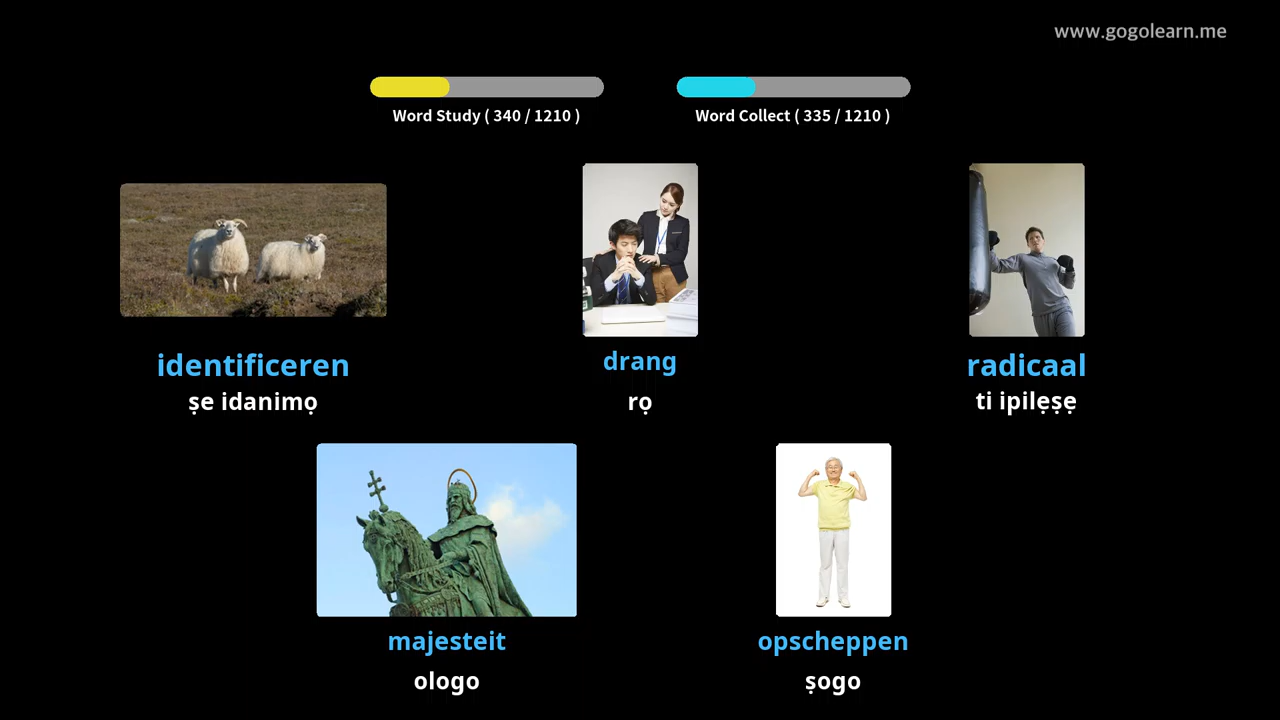 www.gogolearn.me
Word Study ( 340 / 1210 )
Word Collect ( 335 / 1210 )
identificeren
ṣe idanimọ
drang
rọ
radicaal
ti ipilẹṣẹ
majesteit
ologo
opscheppen
ṣogo